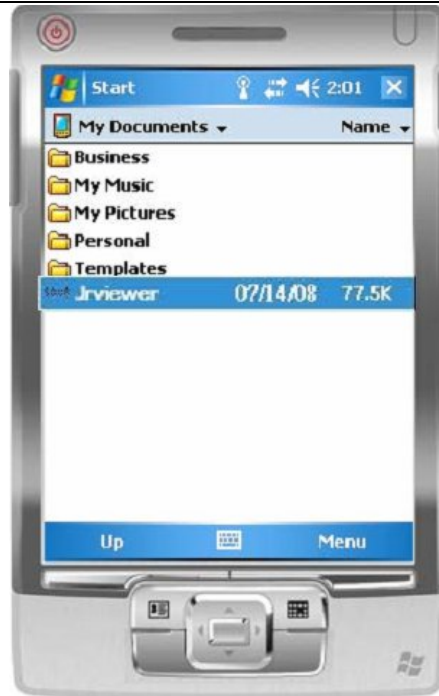 Start 2:01
My Documents Name
Business
My Music
My Pictures
Personal
Templates
Jrviewer 07/14/08 77.5K
Up Menu